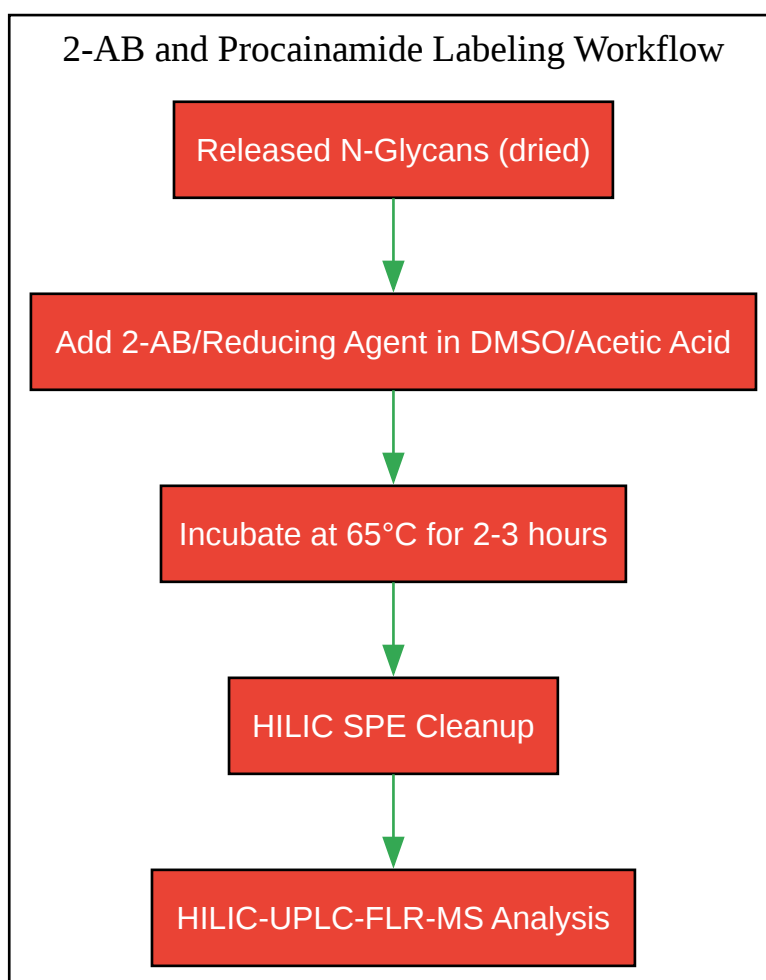 2-AB and Procainamide Labeling Workflow
Released N-Glycans (dried)
Add 2-AB/Reducing Agent in DMSO/Acetic Acid
Incubate at 65°C for 2-3 hours
HILIC SPE Cleanup
HILIC-UPLC-FLR-MS Analysis